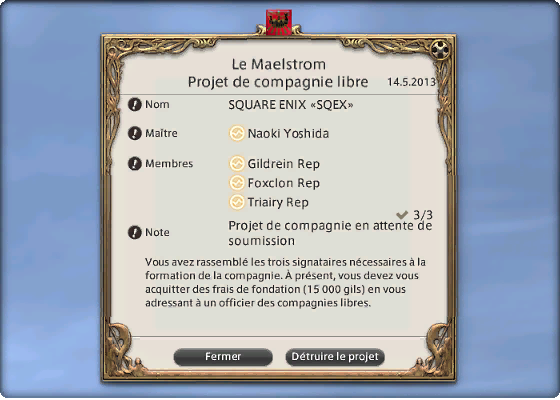 Le Maelstrom
Projet de compagnie libre 14.5.2013
Nom SQUARE ENIX «SQEX»
Maître Naoki Yoshida
Membres Gildrein Rep
Foxclon Rep
Triairy Rep
3/3
Note Projet de compagnie en attente de
soumission
Vous avez rassemblé les trois signataires nécessaires à la
formation de la compagnie. À présent, vous devez vous
acquitter des frais de fondation (15 000 gils) en vous
adressant à un officier des compagnies libres.
Fermer Détruire le projet